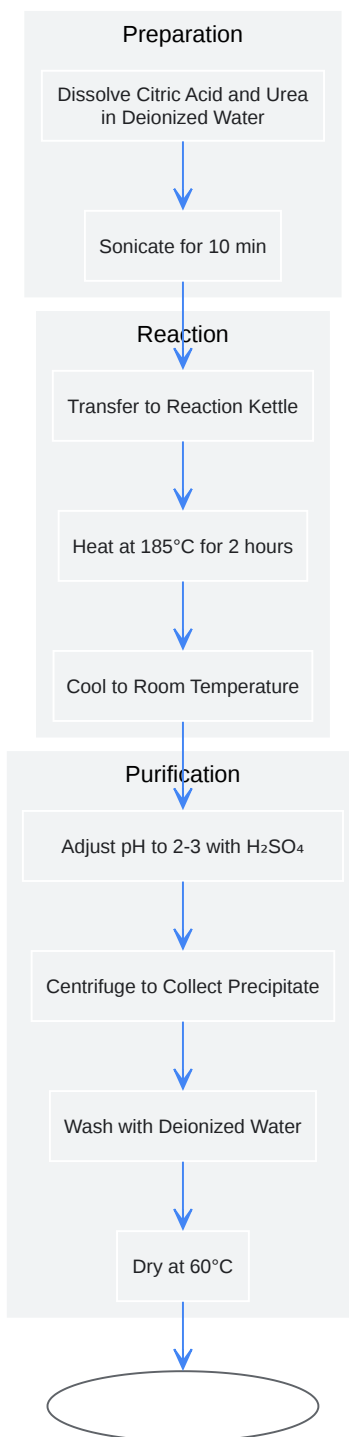 Preparation
Dissolve Citric Acid and Urea
in Deionized Water
Sonicate for 10 min
Reaction
Transfer to Reaction Kettle
Heat at 185°C for 2 hours
Cool to Room Temperature
Purification
Adjust pH to 2-3 with H₂SO₄
Centrifuge to Collect Precipitate
Wash with Deionized Water
Dry at 60°C